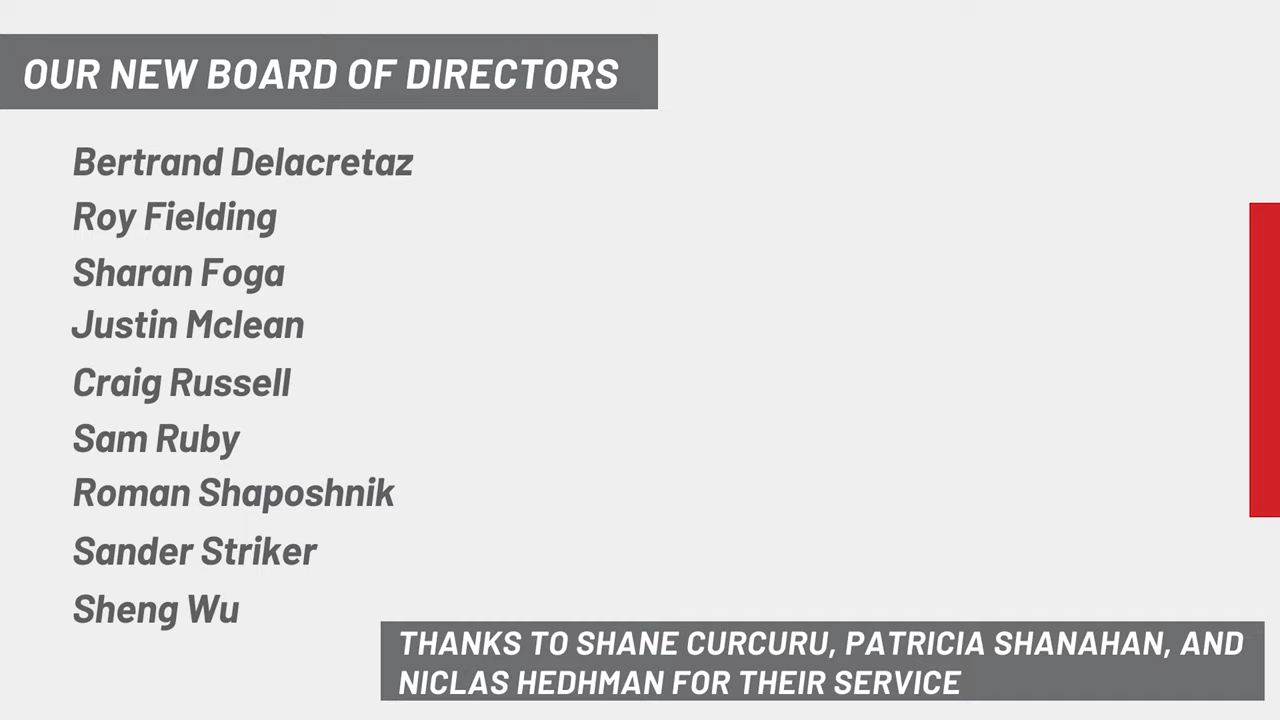 OUR NEW BOARD OF DIRECTORS
Bertrand Delacretaz
Roy Fielding
Sharan Foga
Justin Mclean
Craig Russell
Sam Ruby
Roman Shaposhnik
Sander Striker
Sheng Wu
THANKS TO SHANE CURCURU, PATRICIA SHANAHAN, AND
NICLAS HEDHMAN FOR THEIR SERVICE